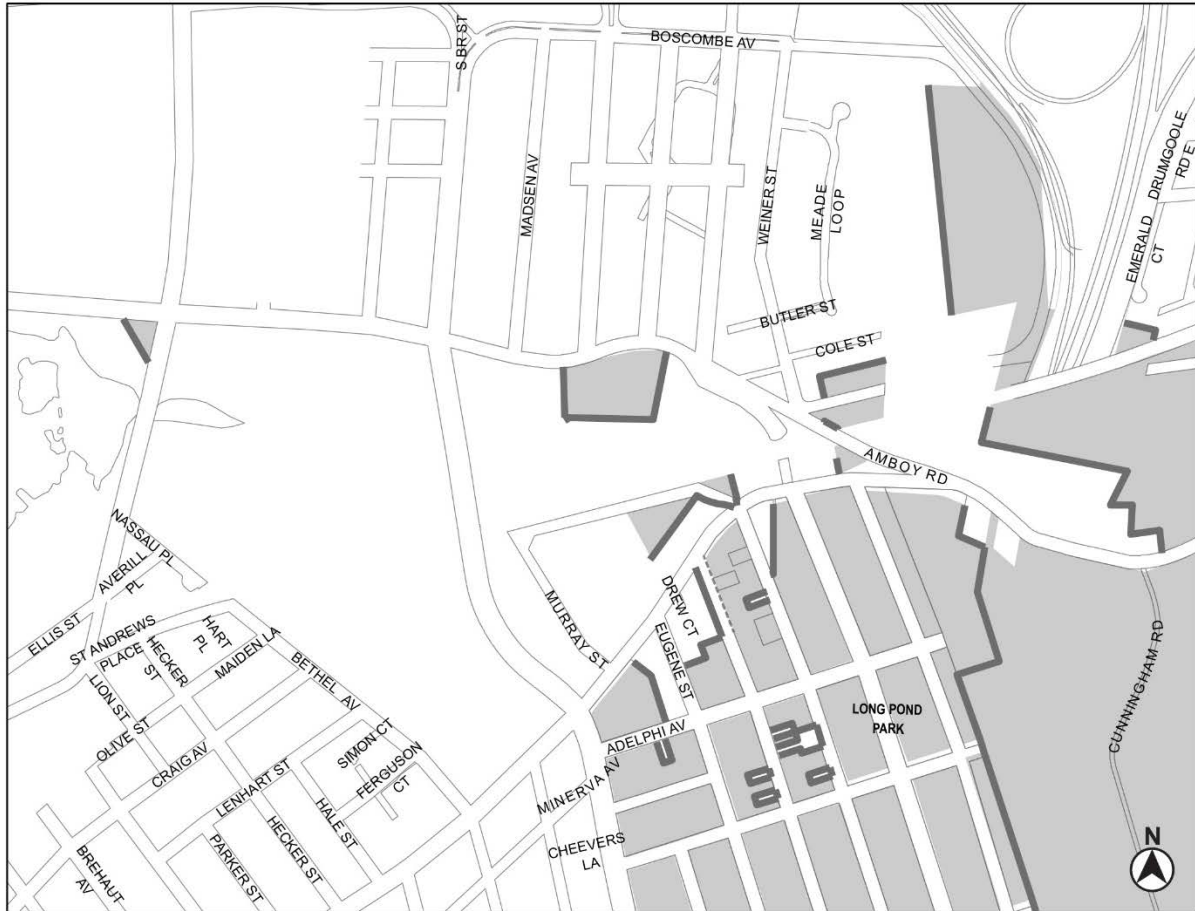 S BR ST
BOSCOMBE AV
DRUMGOOLE
RD E
EMERALD
CT
MADSEN AV
WEINER ST
MEADE
LOOP
BUTLER ST
COLE ST
AMBOY RD
NASSAU PL
AVERILL
PL
ELLIS ST
ST ANDREWS
PLACE
HECKER
ST
HART
PL
MAIDEN LA
BETHEL AV
LION ST
OLIVE ST
CRAIG AV
MURRAY ST
DREW CT
EUGENE ST
ADELPHI AV
LONG POND
PARK
CUNNINGHAM RD
SIMON CT
FERGUSON
CT
LENHART ST
HALE ST
HECKER ST
PARKER ST
MINERVA AV
CHEEVERS
LA
BREHAUT
AV
N